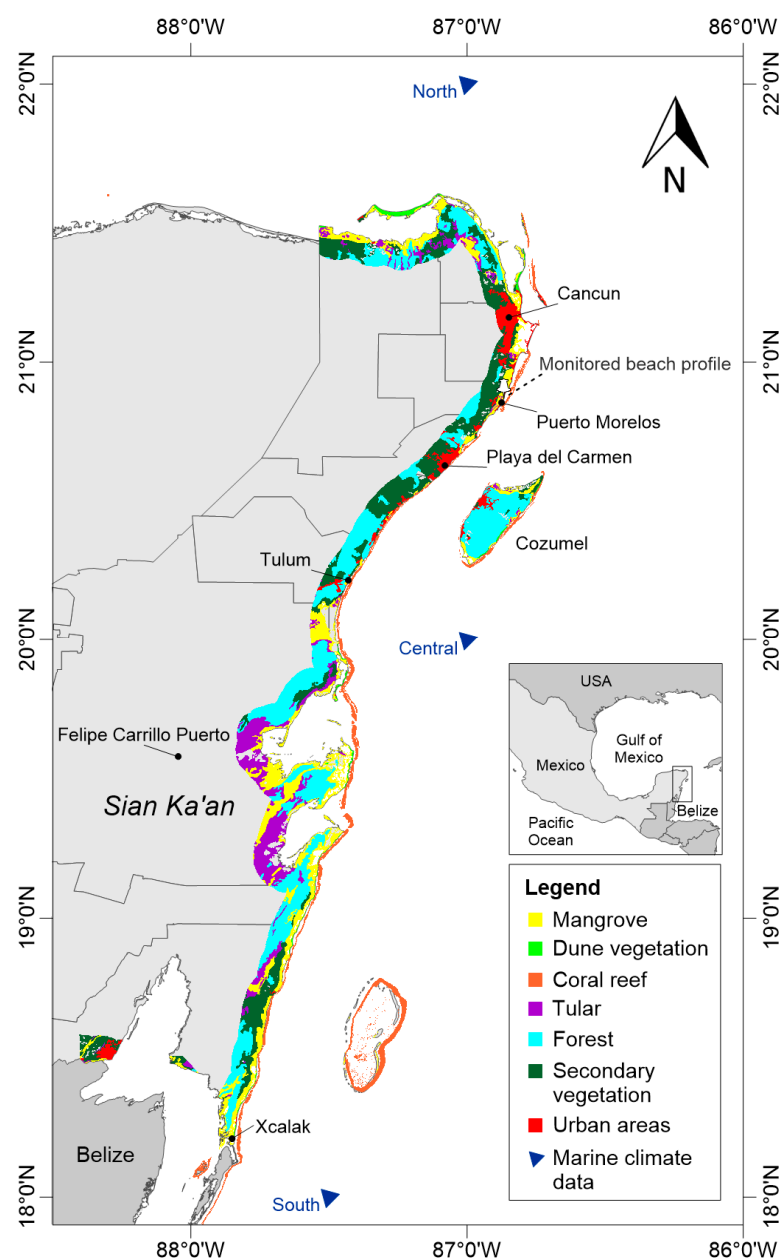 88°0'W
87°0'W
86°0'W
22°0'N
22°0'N
North
N
Cancun
21°0'N
21°0'N
Monitored beach profile
Puerto Morelos
Playa del Carmen
Cozumel
Tulum
20°0'N
20°0'N
Central
USA
Felipe Carrillo Puerto
Gulf of
Mexico
Mexico
Sian Ka'an
Belize
Pacific
Ocean
19°0'N
19°0'N
Legend
Mangrove
Dune vegetation
Coral reef
Tular
Forest
Secondary
vegetation
Urban areas
Marine climate
data
Xcalak
Belize
South
18°0'N
18°0'N
88°0'W
87°0'W
86°0'W